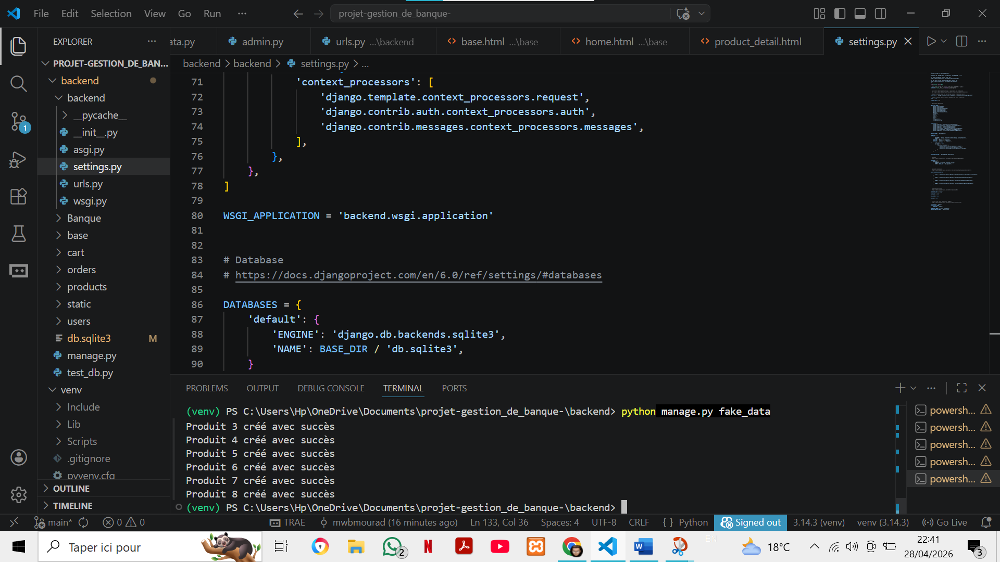 File Edit Selection View Go Run ...
projet-gestion_de_banque-
EXPLORER
ata.py
admin.py
urls.py ...\backend
base.html ...\base
home.html ...\base
product_detail.html
settings.py
PROJET-GESTION_DE_BAN...
backend
backend
__pycache__
__init__.py
asgi.py
settings.py
urls.py
wsgi.py
Banque
base
cart
orders
products
static
users
db.sqlite3 M
manage.py
test_db.py
venv
Include
Lib
Scripts
.gitignore
pyvenv.cfg
OUTLINE
TIMELINE
1
backend > backend > settings.py > ...
71 'context_processors': [
72 'django.template.context_processors.request',
73 'django.contrib.auth.context_processors.auth',
74 'django.contrib.messages.context_processors.messages',
75 ],
76 },
77 },
78 ]
79
80 WSGI_APPLICATION = 'backend.wsgi.application'
81
82
83 # Database
84 # https://docs.djangoproject.com/en/6.0/ref/settings/#databases
85
86 DATABASES = {
87 'default': {
88 'ENGINE': 'django.db.backends.sqlite3',
89 'NAME': BASE_DIR / 'db.sqlite3',
90 }
PROBLEMS OUTPUT DEBUG CONSOLE TERMINAL PORTS
(venv) PS C:\Users\Hp\OneDrive\Documents\projet-gestion_de_banque-\backend> python manage.py fake_data
Produit 3 créé avec succès
Produit 4 créé avec succès
Produit 5 créé avec succès
Produit 6 créé avec succès
Produit 7 créé avec succès
Produit 8 créé avec succès
(venv) PS C:\Users\Hp\OneDrive\Documents\projet-gestion_de_banque-\backend>
powersh...
powersh...
powersh...
powersh...
powersh...
main* 0 0 TRAE mwbmourad (16 minutes ago) Ln 133, Col 36 Spaces: 4 UTF-8 CRLF { } Python Signed out 3.14.3 (venv) venv (3.14.3) Go Live
Taper ici pour
2
18°C
22:41
28/04/2026
3